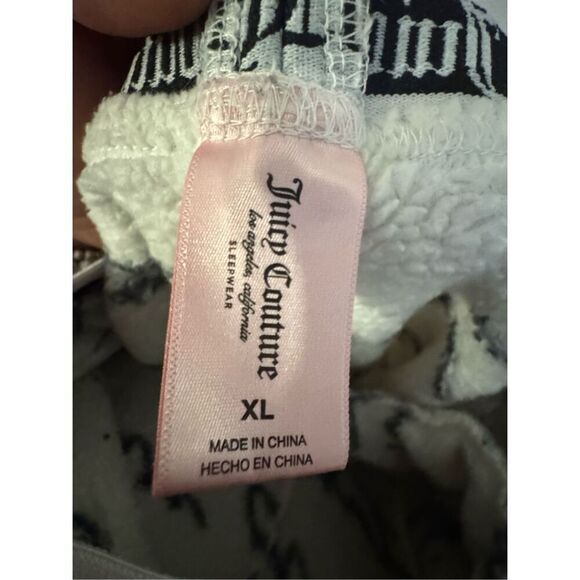 Juicy Couture
los angeles, california
SLEEPWEAR
XL
MADE IN CHINA
HECHO EN CHINA